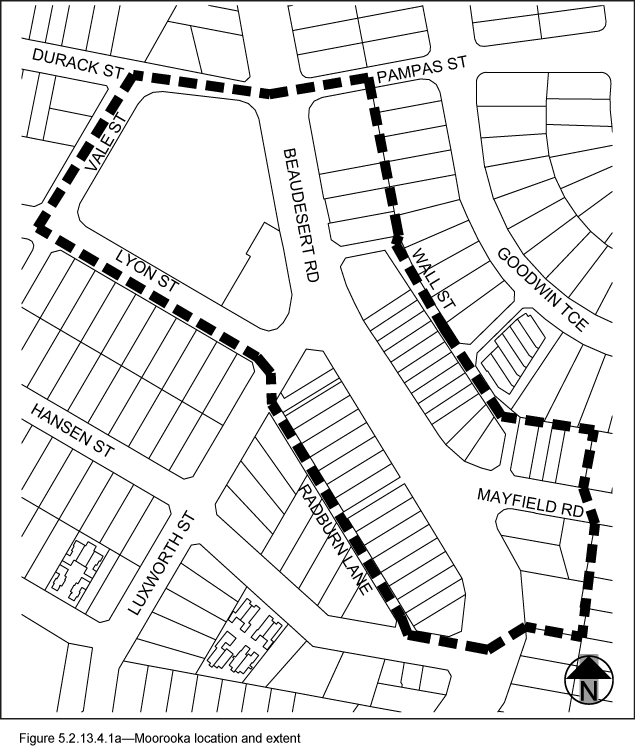 DURACK ST
PAMPAS ST
VALE ST
BEAUDESERT RD
LYON ST
WALL ST
GOODWIN TCE
HANSEN ST
RADBURN LANE
MAYFIELD RD
LUXWORTH ST
N
Figure 5.2.13.4.1a—Moorooka location and extent